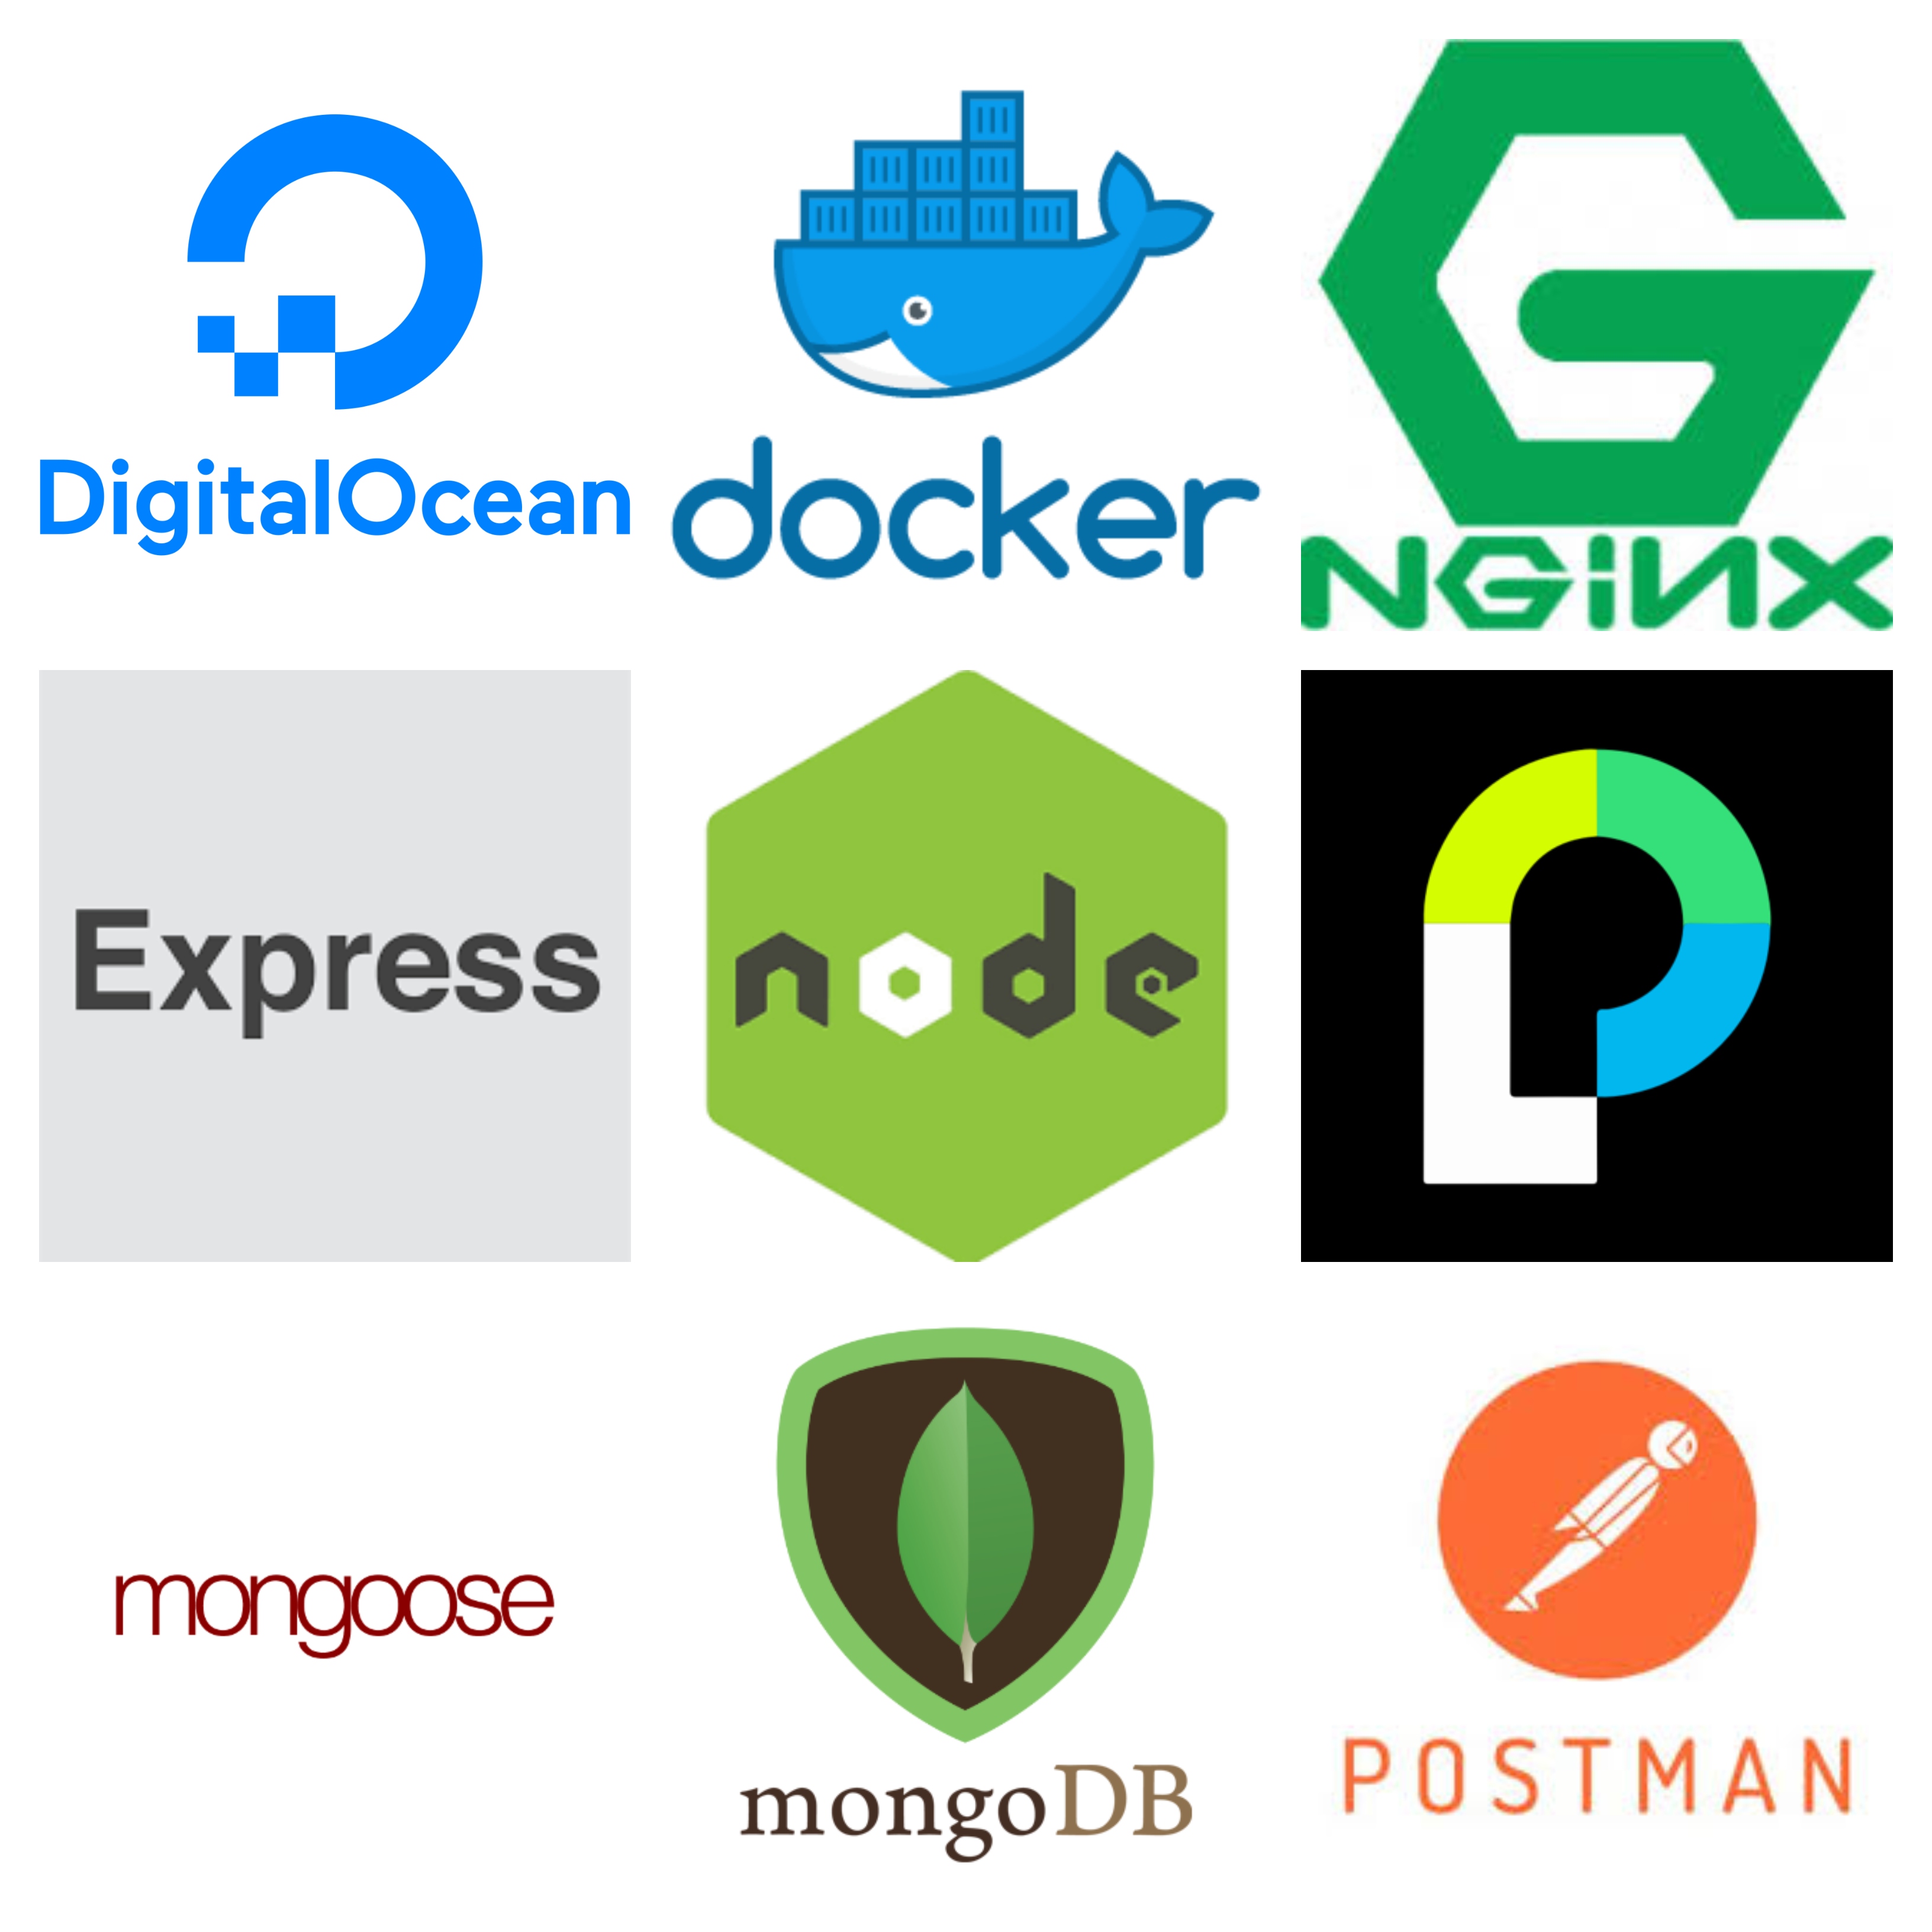 DigitalOcean
docker
NGiNX
Express
node
mongoose
mongoDB
POSTMAN